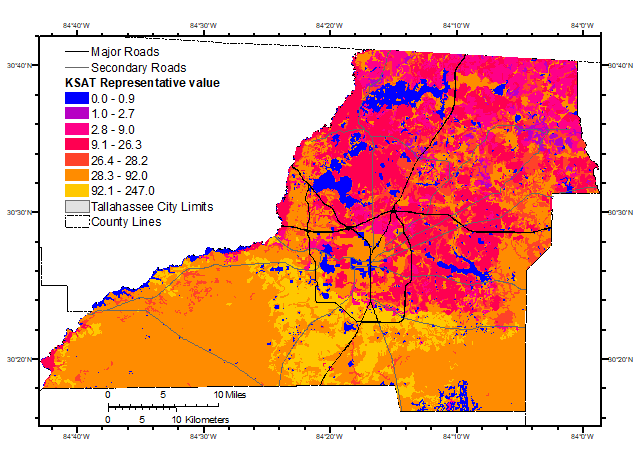 84°40'W 84°30'W 84°20'W 84°10'W 84°0'W
30°40'N 30°40'N
Major Roads
Secondary Roads
KSAT Representative value
0.0 - 0.9
1.0 - 2.7
2.8 - 9.0
9.1 - 26.3
26.4 - 28.2
28.3 - 92.0
92.1 - 247.0
Tallahassee City Limits
County Lines
30°30'N 30°30'N
30°20'N 30°20'N
0 5 10 Miles
0 5 10 Kilometers
84°40'W 84°30'W 84°20'W 84°10'W 84°0'W